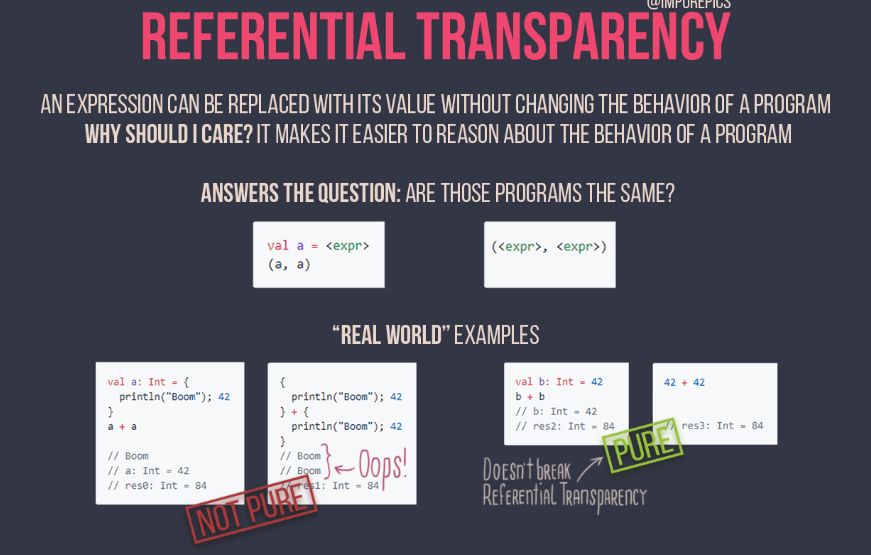 @IMPUREPICS
REFERENTIAL TRANSPARENCY
AN EXPRESSION CAN BE REPLACED WITH ITS VALUE WITHOUT CHANGING THE BEHAVIOR OF A PROGRAM
WHY SHOULD I CARE? IT MAKES IT EASIER TO REASON ABOUT THE BEHAVIOR OF A PROGRAM
ANSWERS THE QUESTION: ARE THOSE PROGRAMS THE SAME?
val a = <expr>
(a, a)
(<expr>, <expr>)
“REAL WORLD” EXAMPLES
val a: Int = {
println("Boom"); 42
}
a + a
// Boom
// a: Int = 42
// res0: Int = 84
{
println("Boom"); 42
} + {
println("Boom"); 42
}
// Boom
// Boom
// res1: Int = 84
Oops!
NOT PURE
val b: Int = 42
b + b
// b: Int = 42
// res2: Int = 84
42 + 42
// res3: Int = 84
PURE
Doesn't break
Referential Transparency